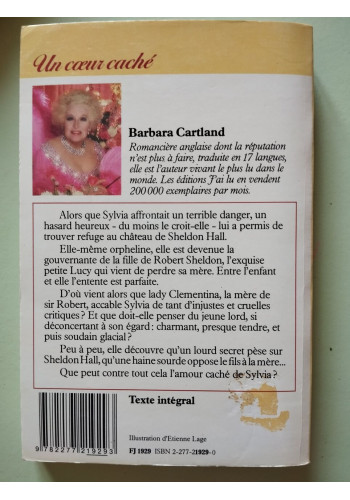 Un cœur caché
Barbara Cartland
Romancière anglaise dont la réputation
n'est plus à faire, traduite en 17 langues,
elle est l'auteur vivant le plus lu dans le
monde. Les éditions J'ai lu en vendent
200 000 exemplaires par mois.
Alors que Sylvia affrontait un terrible danger, un
hasard heureux - du moins le croit-elle - lui a permis de
trouver refuge au château de Sheldon Hall.
Elle-même orpheline, elle est devenue la
gouvernante de la fille de Robert Sheldon, l'exquise
petite Lucy qui vient de perdre sa mère. Entre l'enfant
et elle l'entente est parfaite.
D'où vient alors que lady Clementina, la mère de
sir Robert, accable Sylvia de tant d'injustes et cruelles
critiques ? Et que doit-elle penser du jeune lord, si
déconcertant à son égard : charmant, presque tendre, et
puis soudain glacial ?
Peu à peu, elle découvre qu'un lourd secret pèse sur
Sheldon Hall, qu'une haine sourde oppose le fils à la mère...
Que peut contre tout cela l'amour caché de Sylvia ?
Texte intégral
Illustration d'Etienne Lage
9 782277 219293
FJ 1929 ISBN 2-277-21929-0